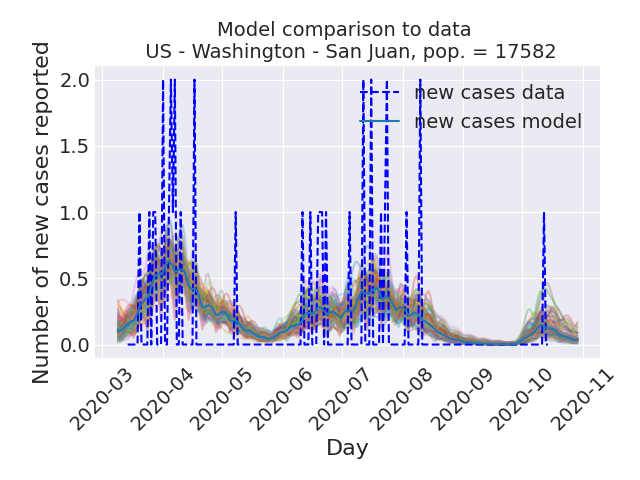 Model comparison to data
US - Washington - San Juan, pop. = 17582
Number of new cases reported
2.0
1.5
1.0
0.5
0.0
new cases data
new cases model
2020-03
2020-04
2020-05
2020-06
2020-07
2020-08
2020-09
2020-10
2020-11
Day